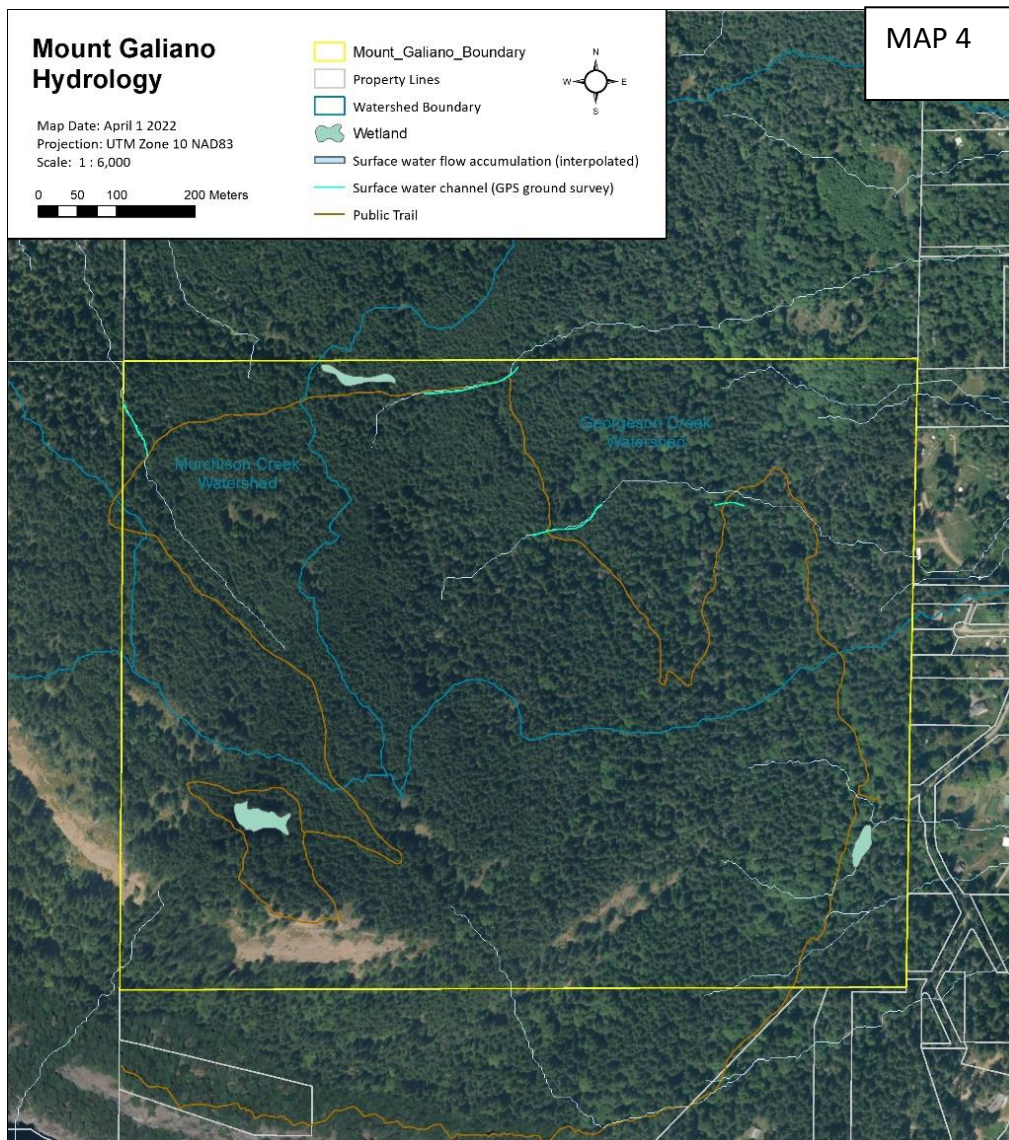 Mount Galiano
Hydrology
Map Date: April 1 2022
Projection: UTM Zone 10 NAD83
Scale: 1 : 6,000
0 50 100 200 Meters
Mount_Galiano_Boundary
Property Lines
Watershed Boundary
Wetland
Surface water flow accumulation (interpolated)
Surface water channel (GPS ground survey)
Public Trail
N
W E
S
MAP 4
Georgeson Creek
Watershed
Murchison Creek
Watershed